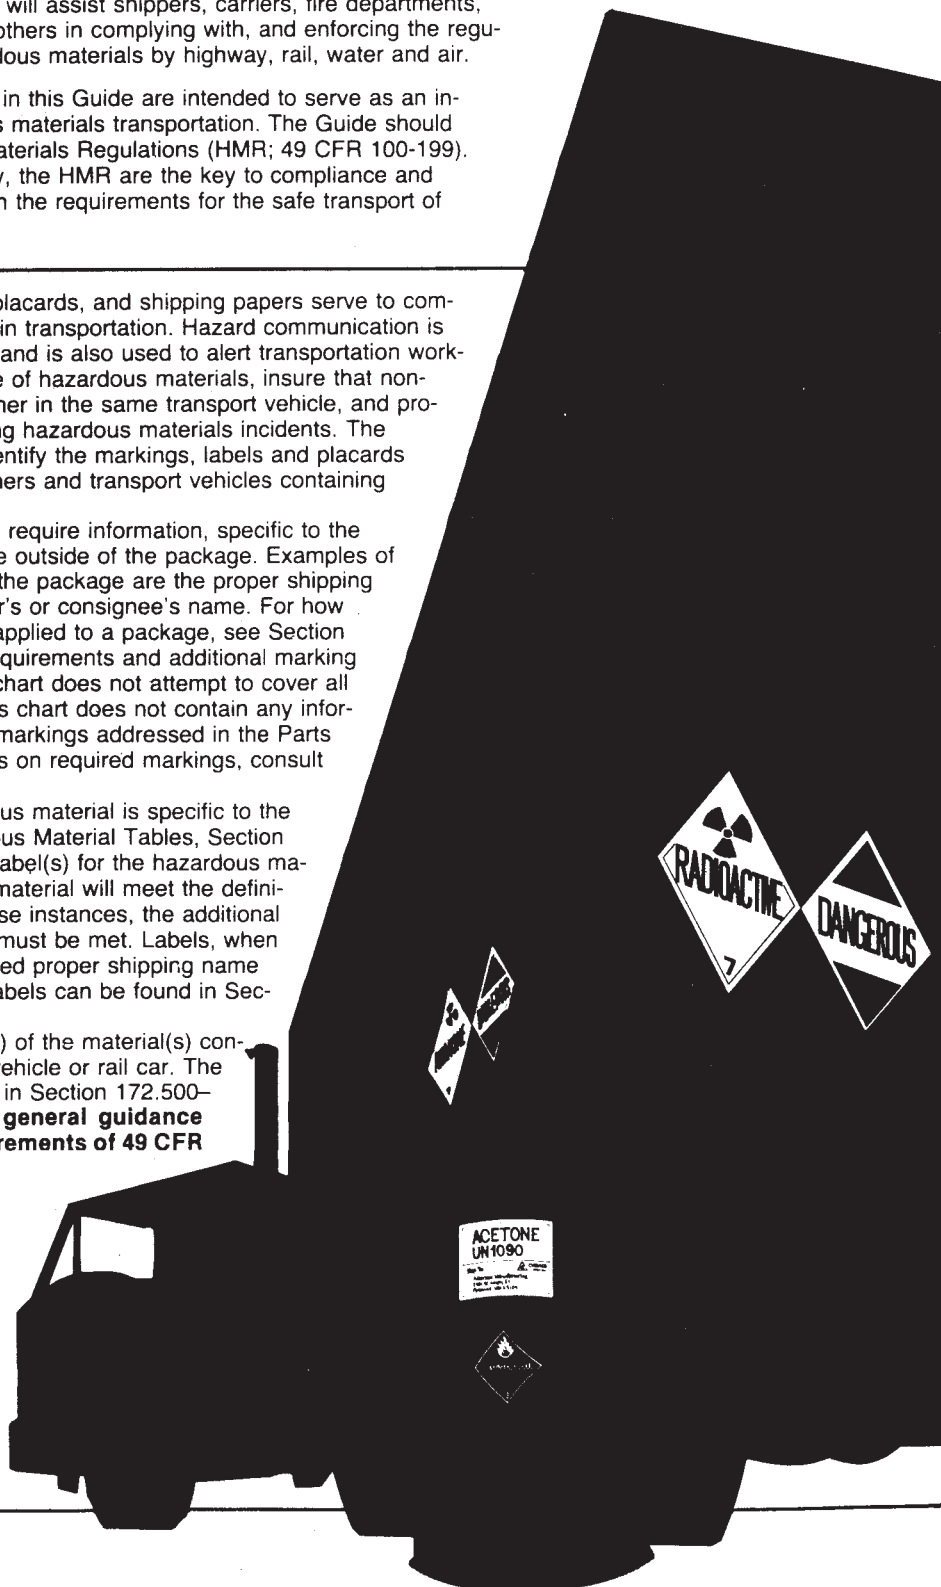 will assist shippers, carriers, fire departments,
others in complying with, and enforcing the regu-
dous materials by highway, rail, water and air.
in this Guide are intended to serve as an in-
s materials transportation. The Guide should
aterials Regulations (HMR; 49 CFR 100-199).
y, the HMR are the key to compliance and
n the requirements for the safe transport of
placards, and shipping papers serve to com-
in transportation. Hazard communication is
and is also used to alert transportation work-
e of hazardous materials, insure that non-
ner in the same transport vehicle, and pro-
ng hazardous materials incidents. The
entify the markings, labels and placards
ners and transport vehicles containing
require information, specific to the
e outside of the package. Examples of
the package are the proper shipping
r's or consignee's name. For how
applied to a package, see Section
quirements and additional marking
chart does not attempt to cover all
s chart does not contain any infor-
markings addressed in the Parts
s on required markings, consult
us material is specific to the
us Material Tables, Section
abel(s) for the hazardous ma-
material will meet the defini-
se instances, the additional
must be met. Labels, when
ed proper shipping name
abels can be found in Sec-
) of the material(s) con-
ehicle or rail car. The
in Section 172.500–
general guidance
rements of 49 CFR
RADIOACTIVE
7
DANGEROUS
ACETONE
UN1090